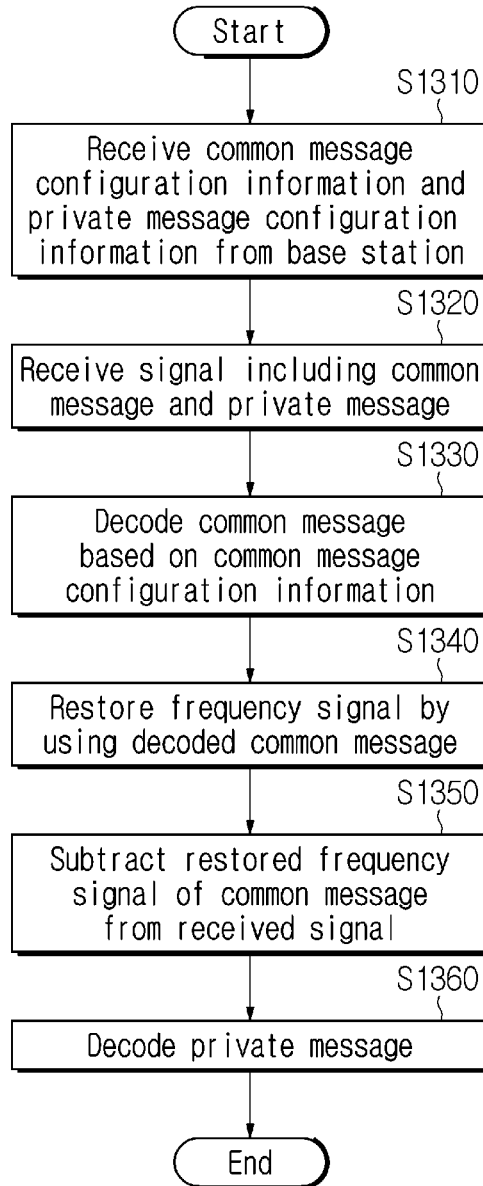 Start
S1310
Receive common message
configuration information and
private message configuration
information from base station
S1320
Receive signal including common
message and private message
S1330
Decode common message
based on common message
configuration information
S1340
Restore frequency signal by
using decoded common message
S1350
Subtract restored frequency
signal of common message
from received signal
S1360
Decode private message
End